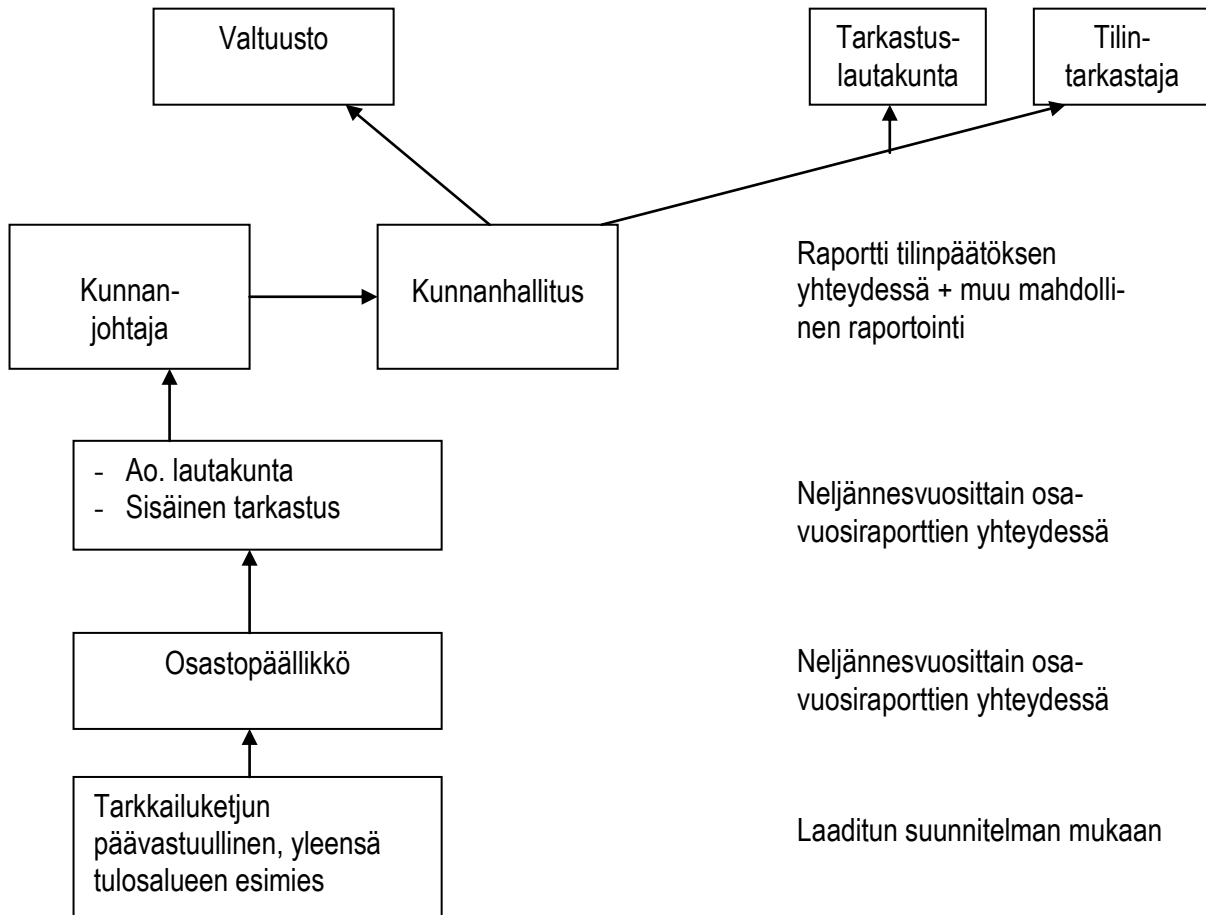 Valtuusto
Tarkastus-
lautakunta
Tilin-
tarkastaja
Kunnan-
johtaja
Kunnanhallitus
Raportti tilinpäätöksen
yhteydessä + muu mahdolli-
nen raportointi
- Ao. lautakunta
- Sisäinen tarkastus
Neljännesvuosittain osa-
vuosiraporttien yhteydessä
Osastopäällikkö
Neljännesvuosittain osa-
vuosiraporttien yhteydessä
Tarkkailuketjun
päävastuullinen, yleensä
tulosalueen esimies
Laaditun suunnitelman mukaan